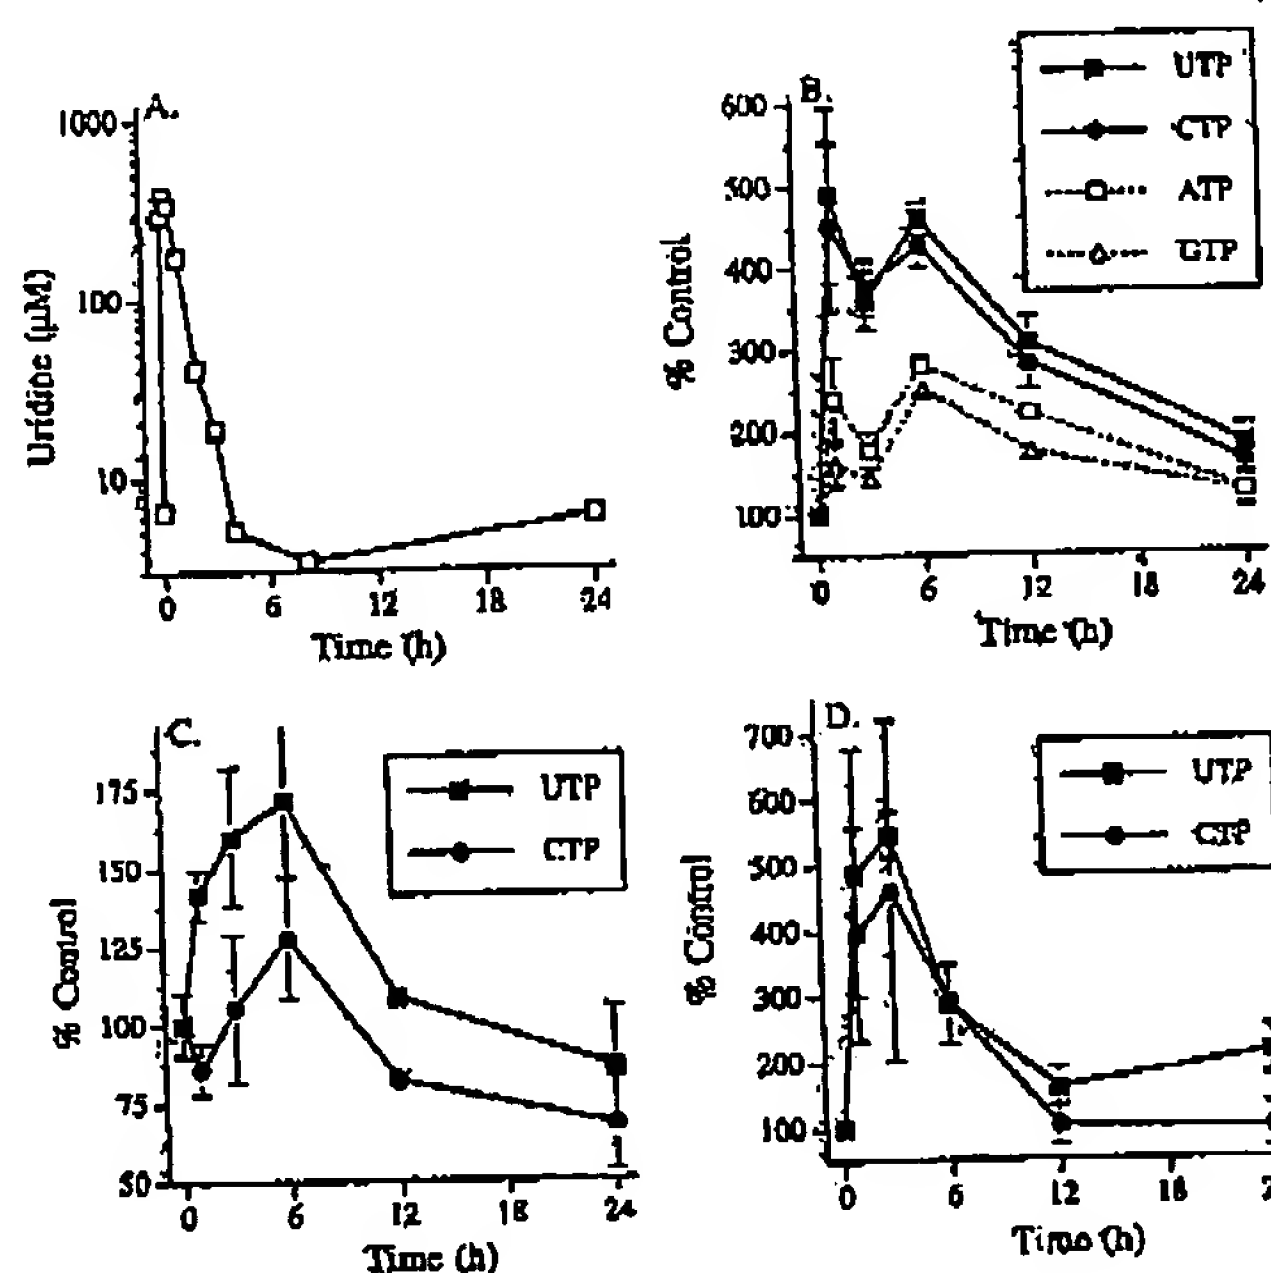 A.
1000
100
10
Uridine (μM)
0 6 12 18 24
Time (h)
B.
600
500
400
300
200
100
% Control
0 6 12 18 24
Time (h)
UTP
CTP
ATP
GTP
C.
175
150
125
100
75
50
% Control
0 6 12 18 24
Time (h)
UTP
CTP
D.
700
600
500
400
300
200
100
% Control
0 6 12 18
Time (h)
UTP
CTP